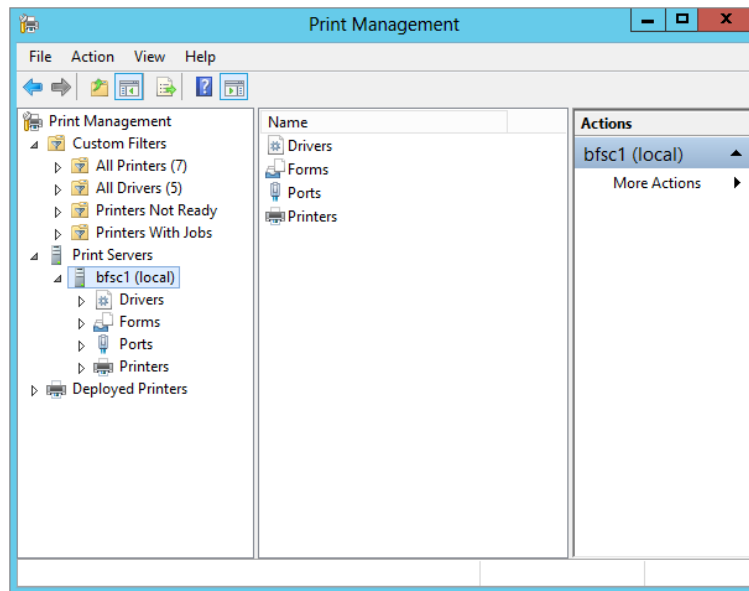 Print Management
File Action View Help
Print Management
Custom Filters
All Printers (7)
All Drivers (5)
Printers Not Ready
Printers With Jobs
Print Servers
bfsc1 (local)
Drivers
Forms
Ports
Printers
Deployed Printers
Name
Drivers
Forms
Ports
Printers
Actions
bfsc1 (local)
More Actions